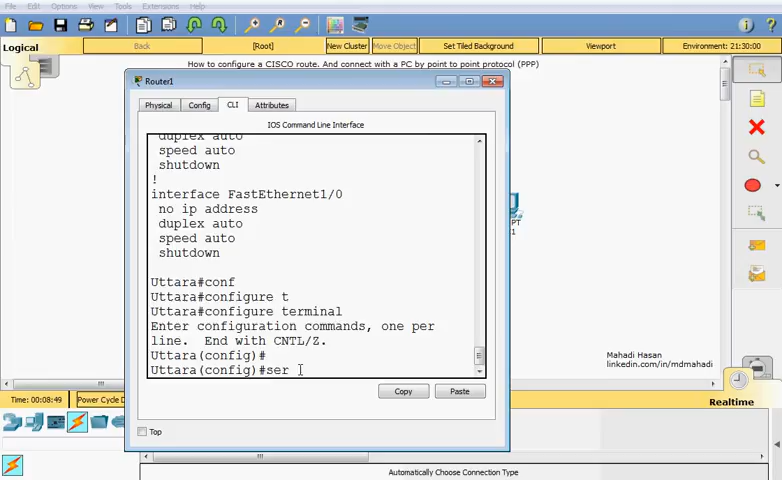 File Edit Options View Tools Extensions Help
Logical
Back
[Root]
New Cluster
Move Object
Set Tiled Background
Viewport
Environment: 21:30:00
How to configure a CISCO route. And connect with a PC by point to point protocol (PPP)
Router1
Physical
Config
CLI
Attributes
IOS Command Line Interface
duplex auto
speed auto
shutdown
!
interface FastEthernet1/0
no ip address
duplex auto
speed auto
shutdown
Uttara#conf
Uttara#configure t
Uttara#configure terminal
Enter configuration commands, one per
line. End with CNTL/Z.
Uttara(config)#
Uttara(config)#ser
Copy
Paste
Top
PT
1
Mahadi Hasan
linkedin.com/in/mdmahadi
Time: 00:08:49
Power Cycle D
Realtime
Automatically Choose Connection Type